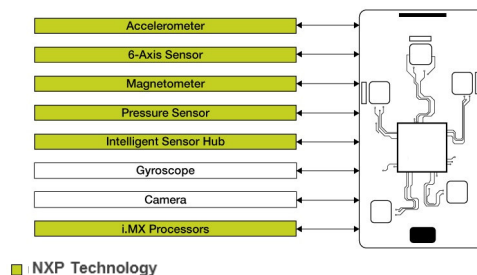 Accelerometer
6-Axis Sensor
Magnetometer
Pressure Sensor
Intelligent Sensor Hub
Gyroscope
Camera
i.MX Processors
NXP Technology